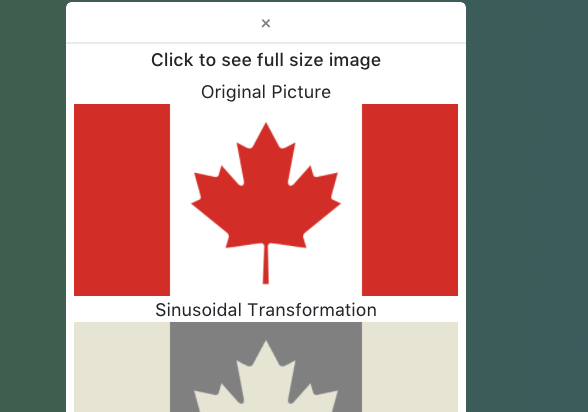 ×
Click to see full size image
Original Picture
Sinusoidal Transformation